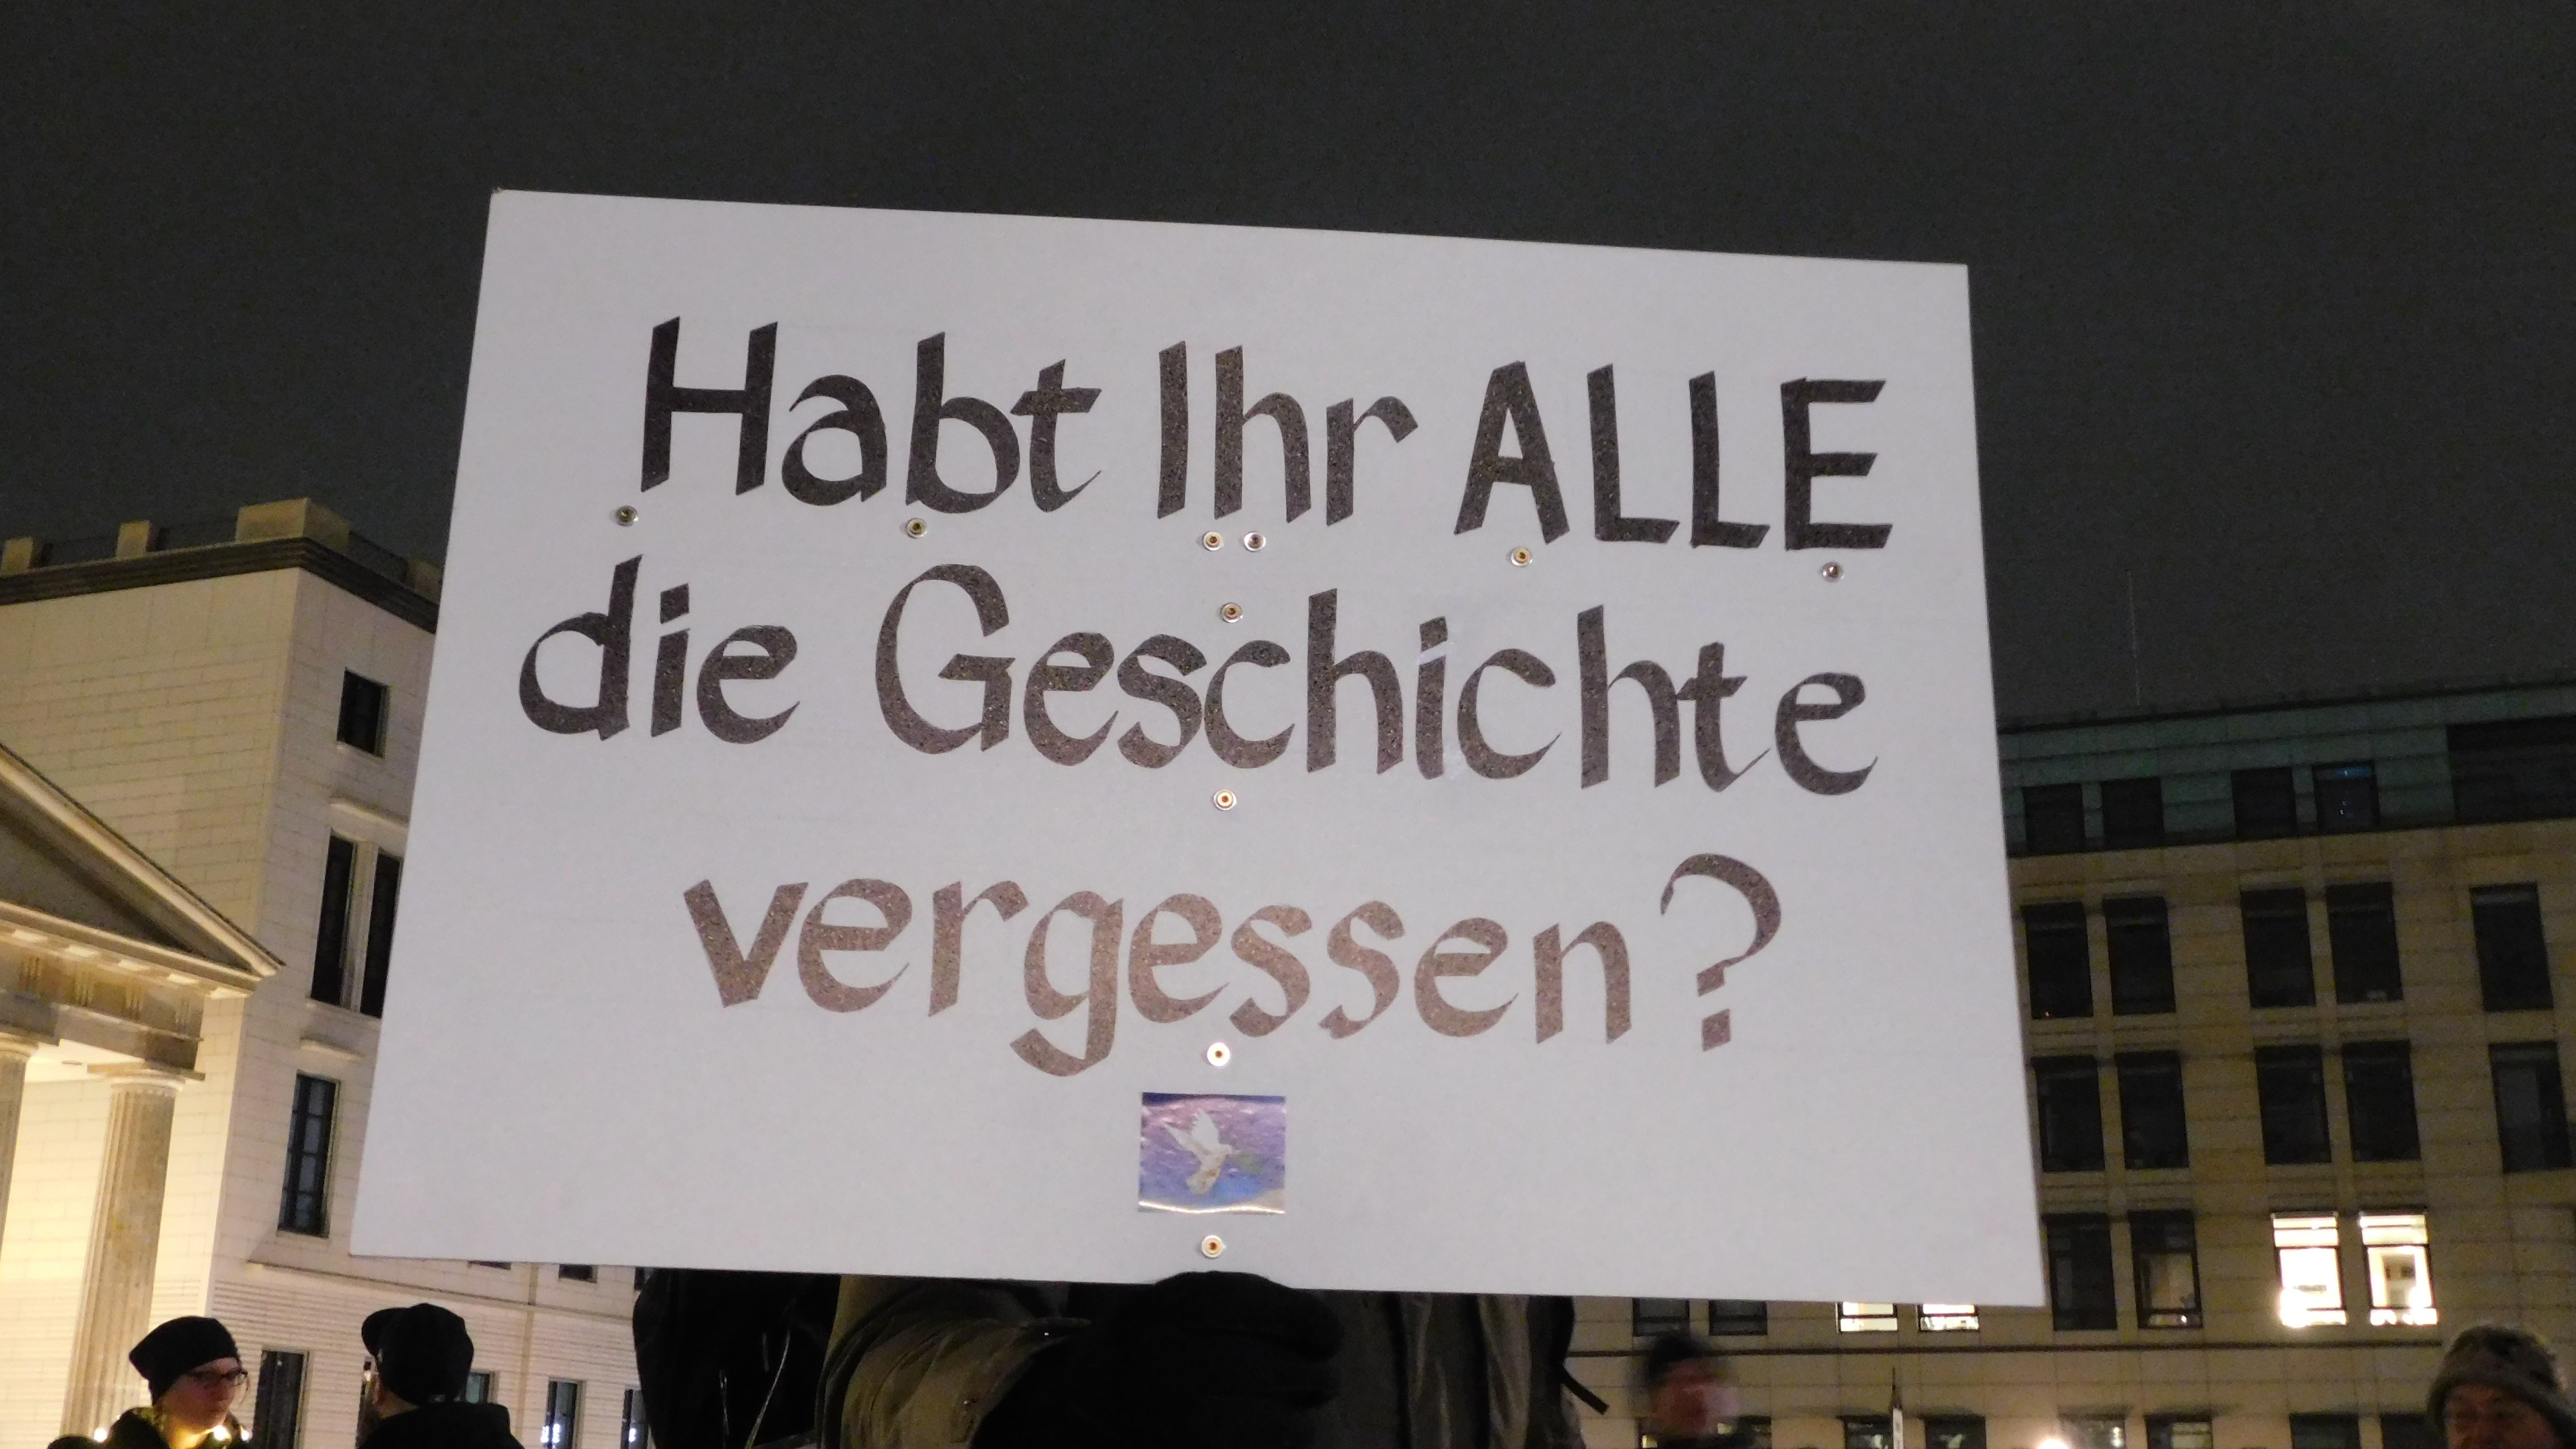 Habt Ihr ALLE
die Geschichte
vergessen?